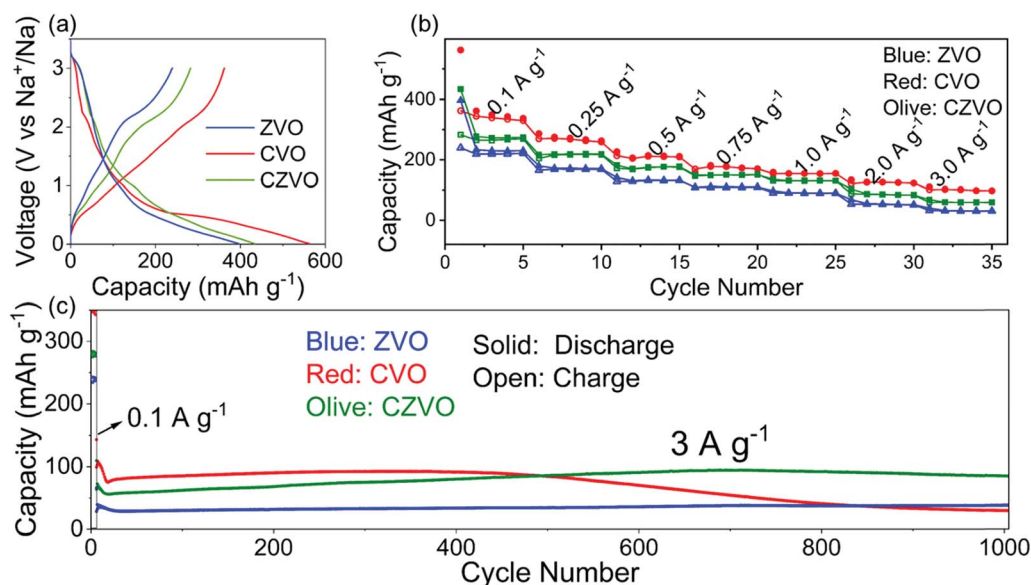 (a)
Voltage (V vs Na⁺/Na)
3
2
1
0
ZVO
CVO
CZVO
0 200 400 600
Capacity (mAh g⁻¹)
(b)
Capacity (mAh g⁻¹)
400
200
0
0.1 A g⁻¹
0.25 A g⁻¹
0.5 A g⁻¹
0.75 A g⁻¹
1.0 A g⁻¹
2.0 A g⁻¹
3.0 A g⁻¹
Blue: ZVO
Red: CVO
Olive: CZVO
0 5 10 15 20 25 30 35
Cycle Number
(c)
Capacity (mAh g⁻¹)
300
200
100
0
0.1 A g⁻¹
Blue: ZVO
Red: CVO
Olive: CZVO
Solid: Discharge
Open: Charge
3 A g⁻¹
0 200 400 600 800 1000
Cycle Number